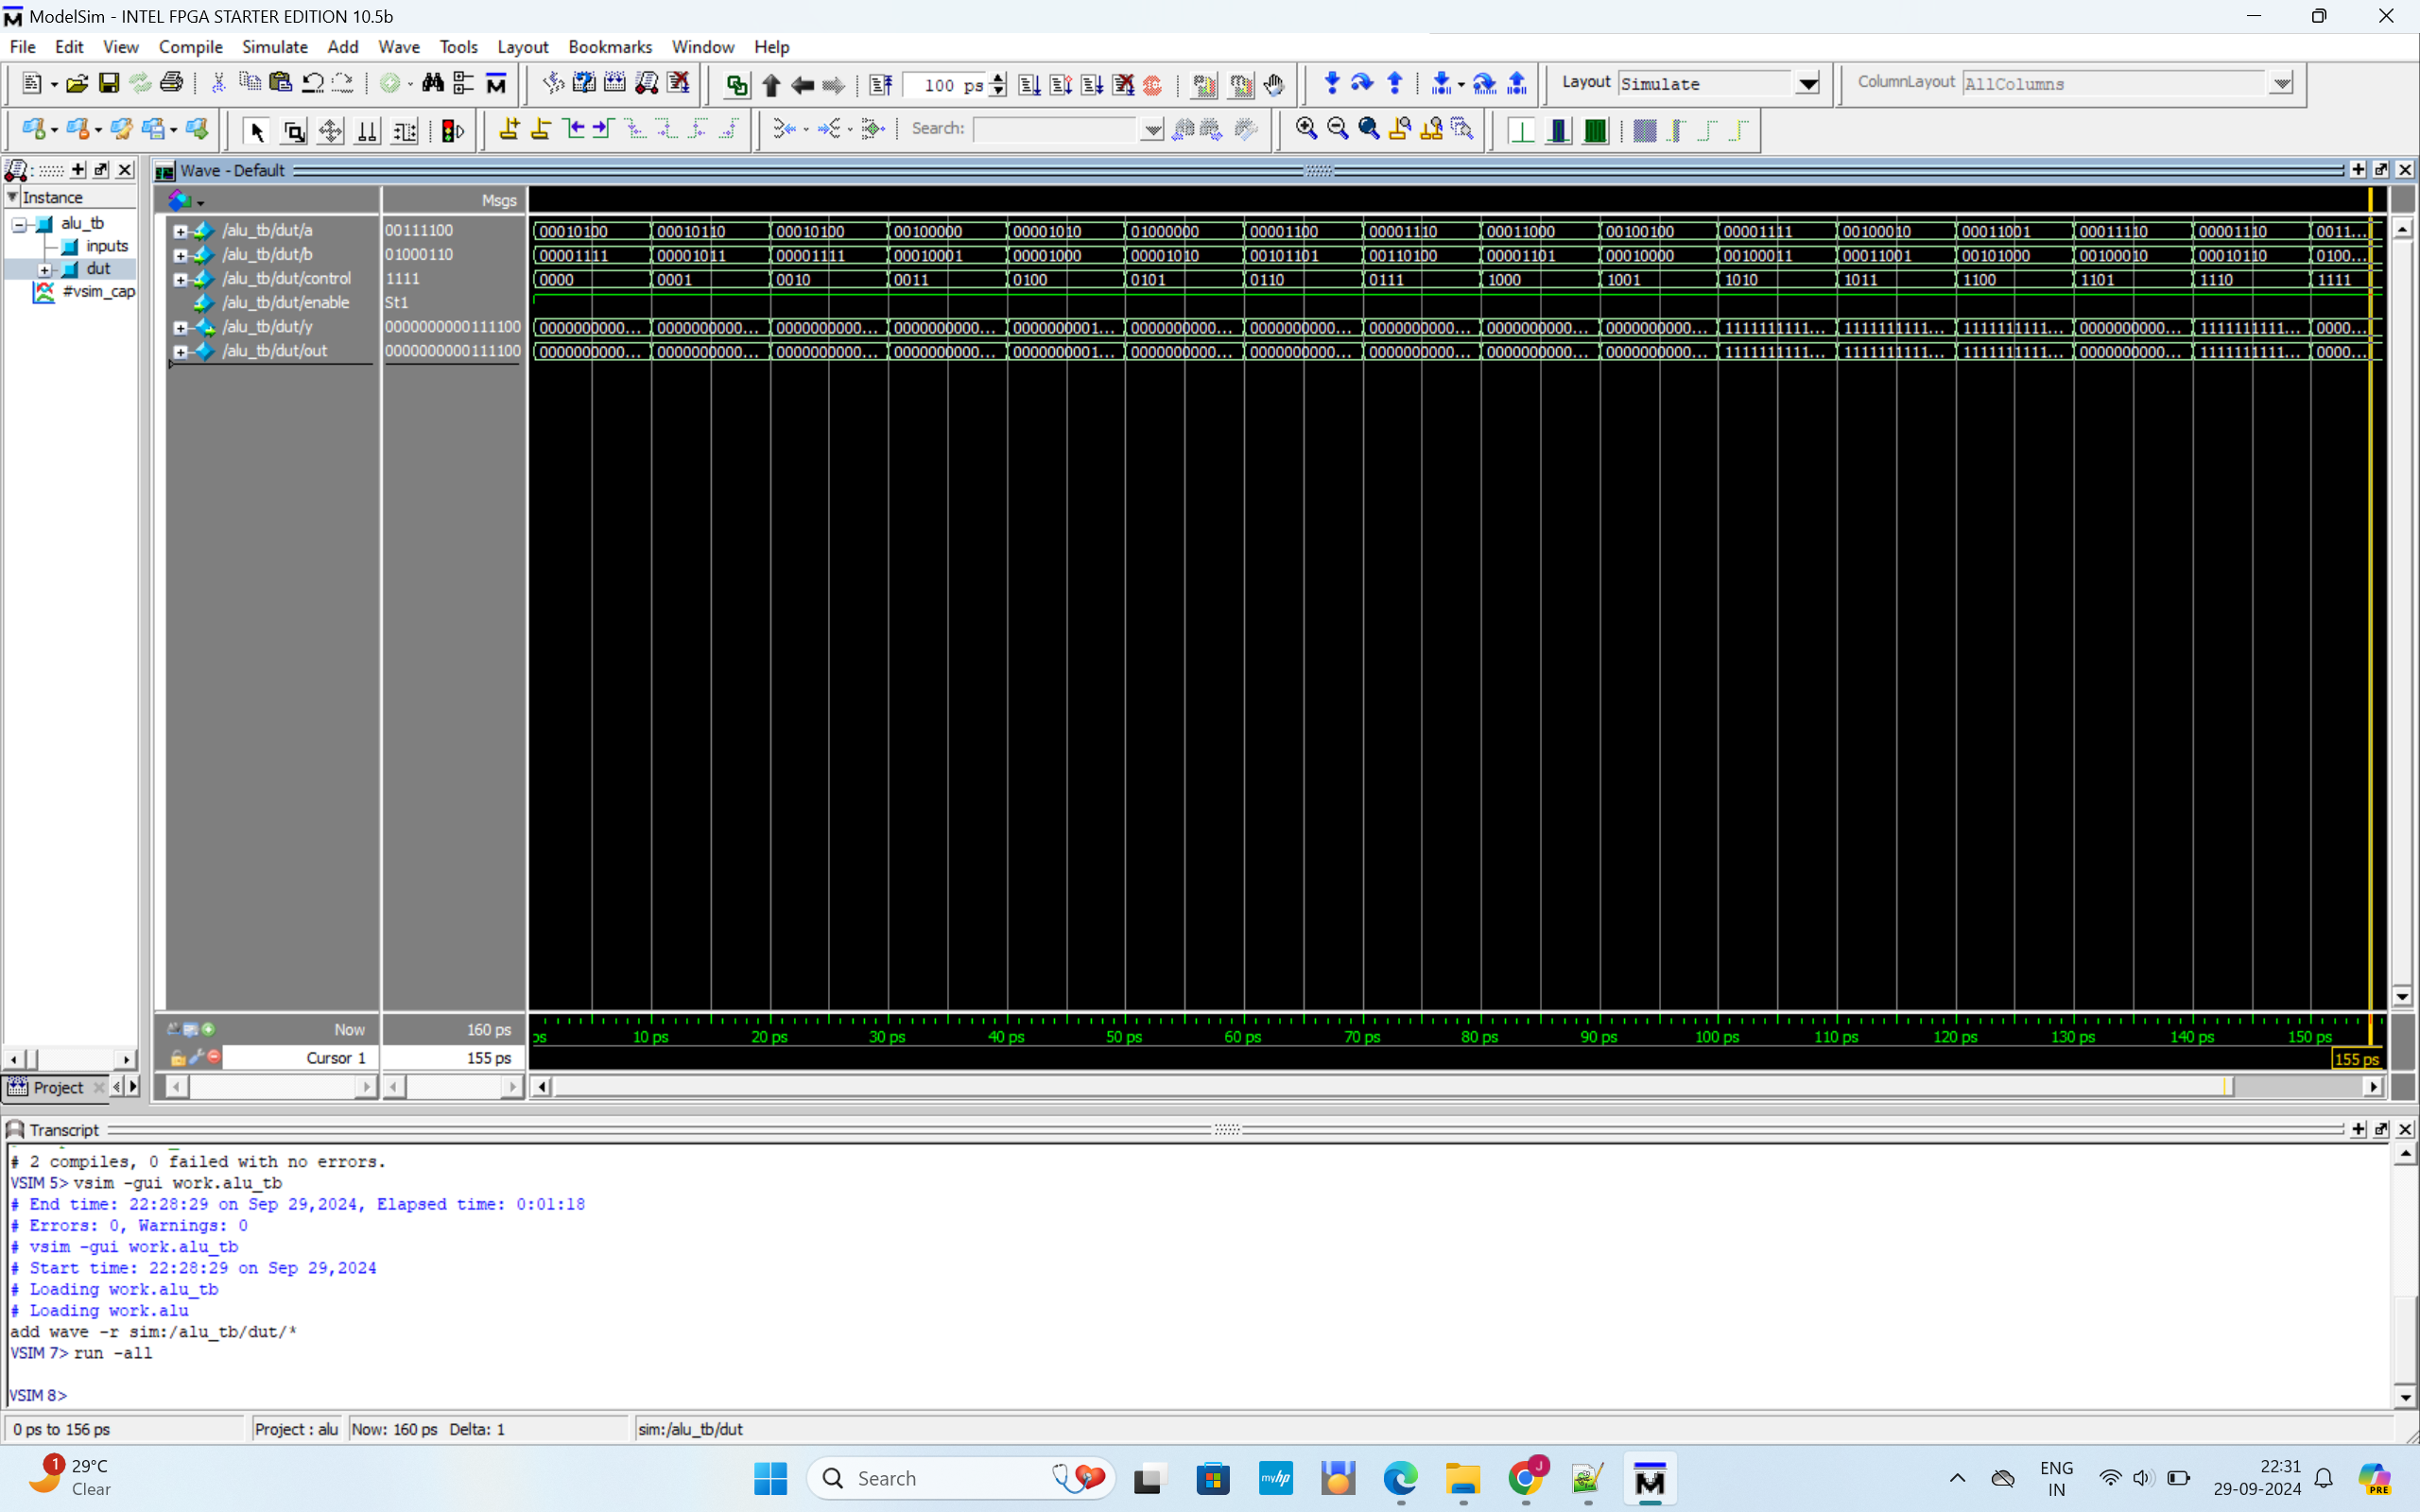 ModelSim - INTEL FPGA STARTER EDITION 10.5b
File Edit View Compile Simulate Add Wave Tools Layout Bookmarks Window Help
100 ps
Layout Simulate
ColumnLayout AllColumns
Search:
Wave - Default
Instance
alu_tb
inputs
dut
#vsim_cap
Msgs
/alu_tb/dut/a 00111100 00010100 00010110 00010100 00100000 00001010 01000000 00001100 00001110 00011000 00100100 00001111 00100010 00011001 00011110 00001110 0011...
/alu_tb/dut/b 01000110 00001111 00001011 00001111 00010001 00001000 00001010 00101101 00110100 00001101 00010000 00100011 00011001 00101000 00100010 00010110 0100...
/alu_tb/dut/control 1111 0000 0001 0010 0011 0100 0101 0110 0111 1000 1001 1010 1011 1100 1101 1110 1111
/alu_tb/dut/enable St1
/alu_tb/dut/y 0000000000111100 0000000000... 0000000000... 0000000000... 0000000000... 0000000001... 0000000000... 0000000000... 0000000000... 0000000000... 0000000000... 1111111111... 1111111111... 1111111111... 0000000000... 1111111111... 0000...
/alu_tb/dut/out 0000000000111100 0000000000... 0000000000... 0000000000... 0000000000... 0000000001... 0000000000... 0000000000... 0000000000... 0000000000... 0000000000... 1111111111... 1111111111... 1111111111... 0000000000... 1111111111... 0000...
Now 160 ps
ps 10 ps 20 ps 30 ps 40 ps 50 ps 60 ps 70 ps 80 ps 90 ps 100 ps 110 ps 120 ps 130 ps 140 ps 150 ps
Cursor 1 155 ps
155 ps
Project
Transcript
# 2 compiles, 0 failed with no errors.
VSIM 5> vsim -gui work.alu_tb
# End time: 22:28:29 on Sep 29,2024, Elapsed time: 0:01:18
# Errors: 0, Warnings: 0
# vsim -gui work.alu_tb
# Start time: 22:28:29 on Sep 29,2024
# Loading work.alu_tb
# Loading work.alu
add wave -r sim:/alu_tb/dut/*
VSIM 7> run -all
VSIM 8>
0 ps to 156 ps
Project : alu
Now: 160 ps Delta: 1
sim:/alu_tb/dut
1
29°C
Clear
Search
myhp
J
PRE
ENG
IN
22:31
29-09-2024